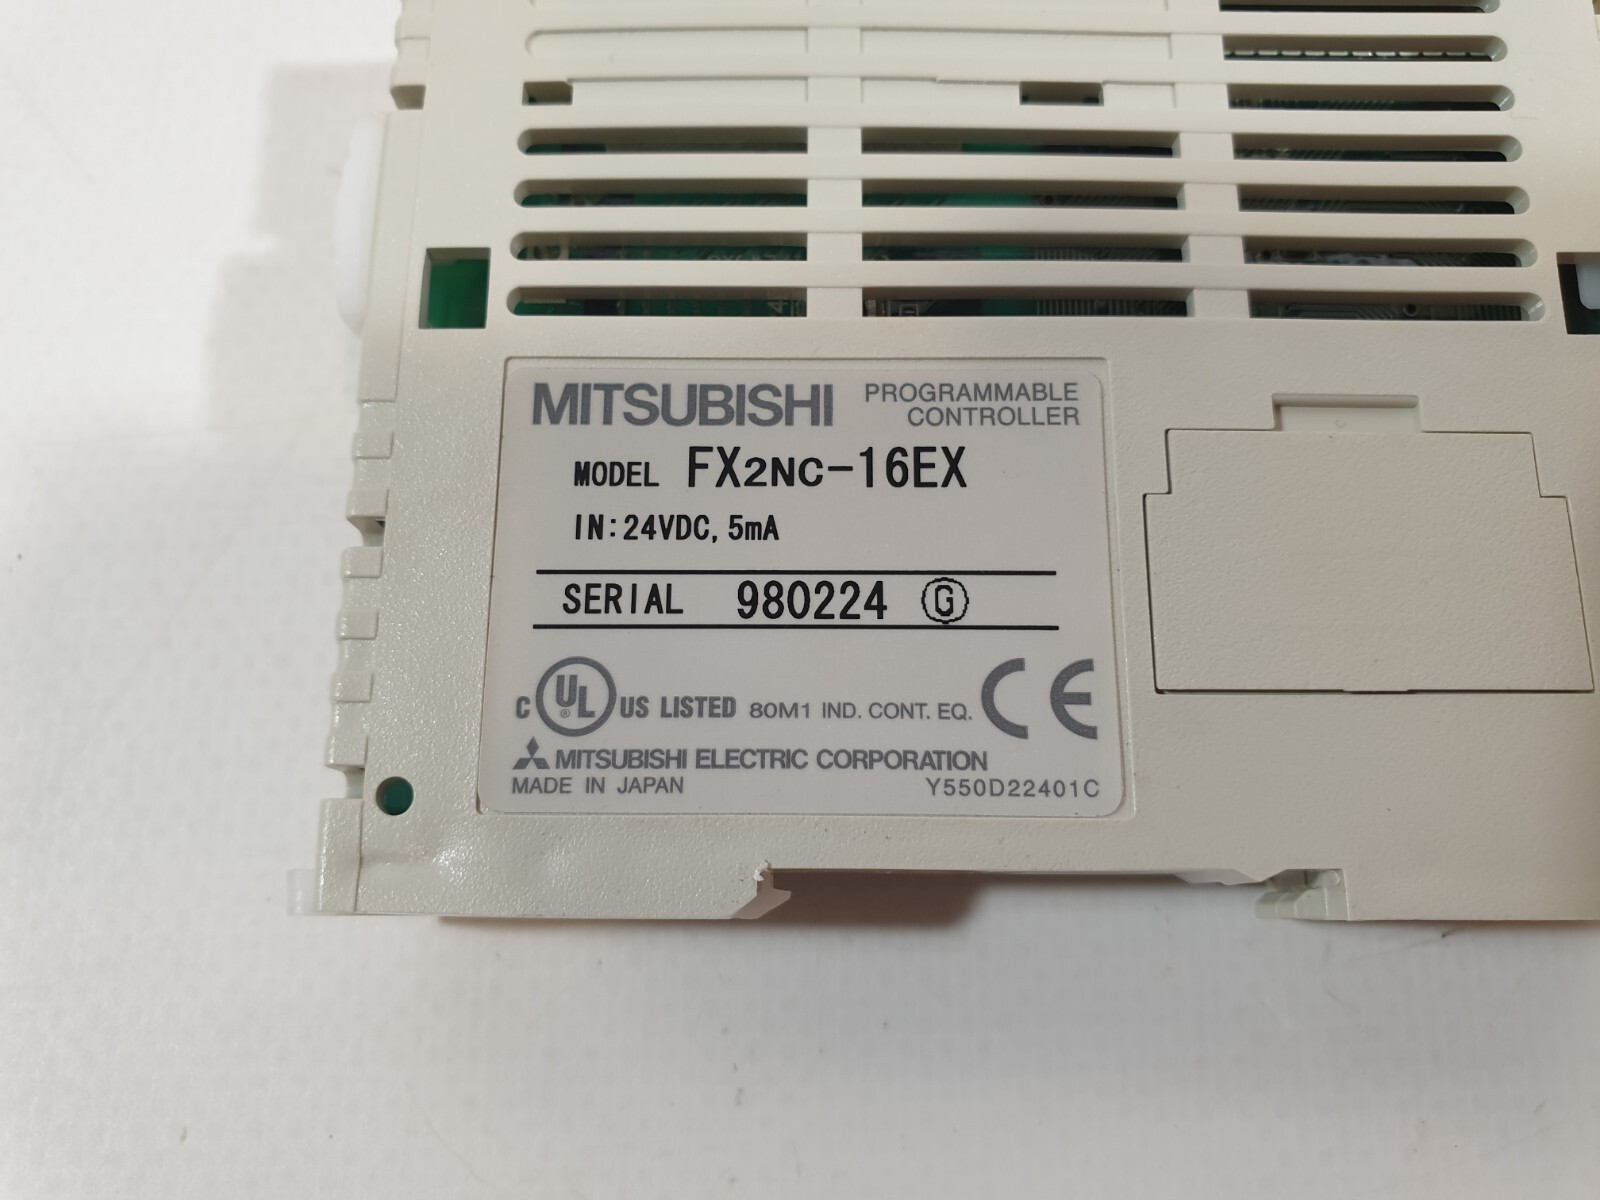 MITSUBISHI PROGRAMMABLE CONTROLLER
MODEL FX2NC-16EX
IN:24VDC, 5mA
SERIAL 980224 G
C UL ® US LISTED 80M1 IND. CONT. EQ. CE
MITSUBISHI ELECTRIC CORPORATION
MADE IN JAPAN Y550D22401C